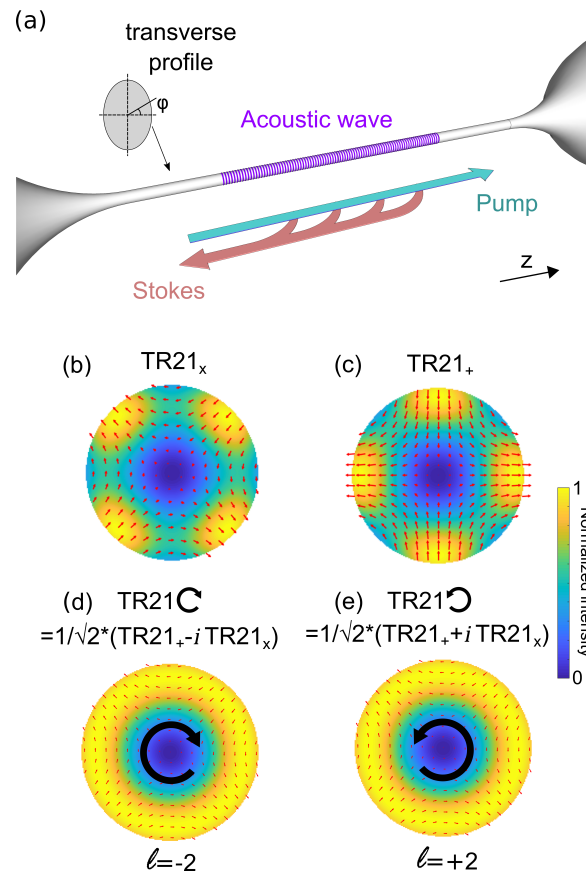 (a)
transverse
profile
φ
Acoustic wave
Pump
Stokes
z
(b)
TR21ₓ
(c)
TR21₊
(d)
TR21
=1/√2*(TR21₊-i TR21ₓ)
(e)
TR21
=1/√2*(TR21₊+i TR21ₓ)
1
Normalized Intensity
0
ℓ=-2
ℓ=+2